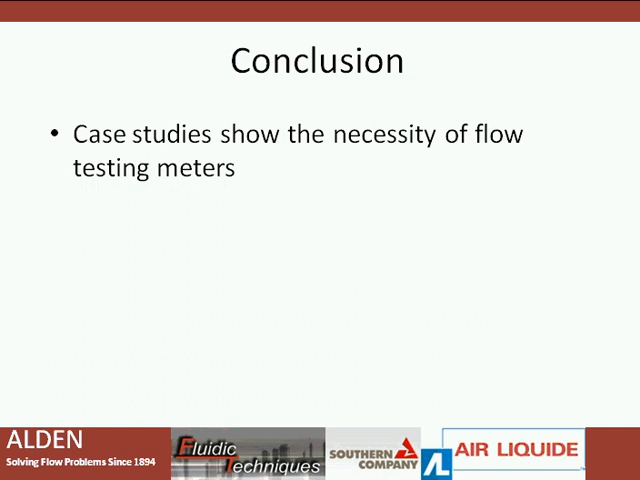 Conclusion
• Case studies show the necessity of flow
testing meters
ALDEN
Solving Flow Problems Since 1894
Fluidic
Techniques
SOUTHERN
COMPANY
AL
AIR LIQUIDE